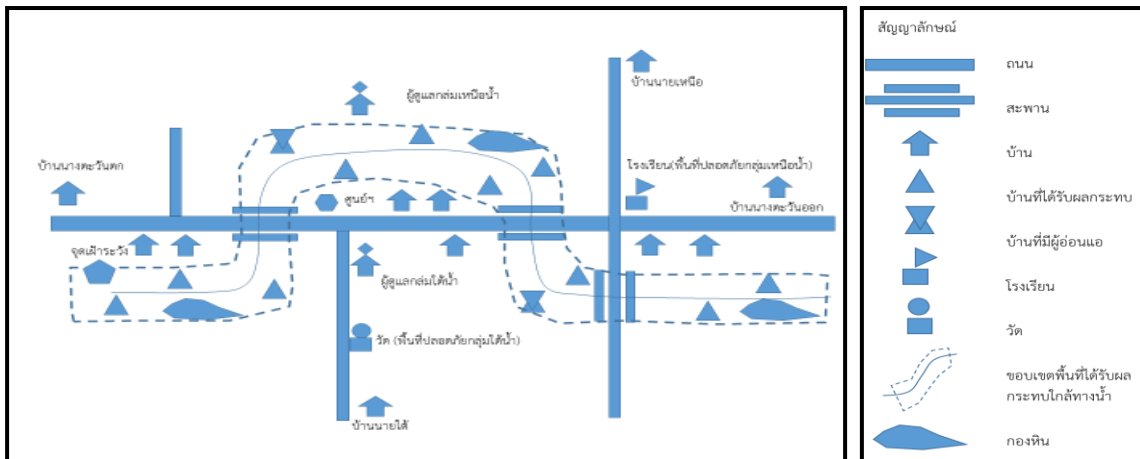 บ้านนายเหนือ
ผู้ดูแลกลุ่มเหนือน้ำ
บ้านนางตะวันตก
โรงเรียน(พื้นที่ปลอดภัยกลุ่มเหนือน้ำ)
ศูนย์ฯ
บ้านนางตะวันออก
จุดเฝ้าระวัง
ผู้ดูแลกลุ่มใต้น้ำ
วัด (พื้นที่ปลอดภัยกลุ่มใต้น้ำ)
บ้านนายใต้
สัญญาลักษณ์
ถนน
สะพาน
บ้าน
บ้านที่ได้รับผลกระทบ
บ้านที่มีผู้อ่อนแอ
โรงเรียน
วัด
ขอบเขตพื้นที่ได้รับผล
กระทบใกล้ทางน้ำ
กองหิน